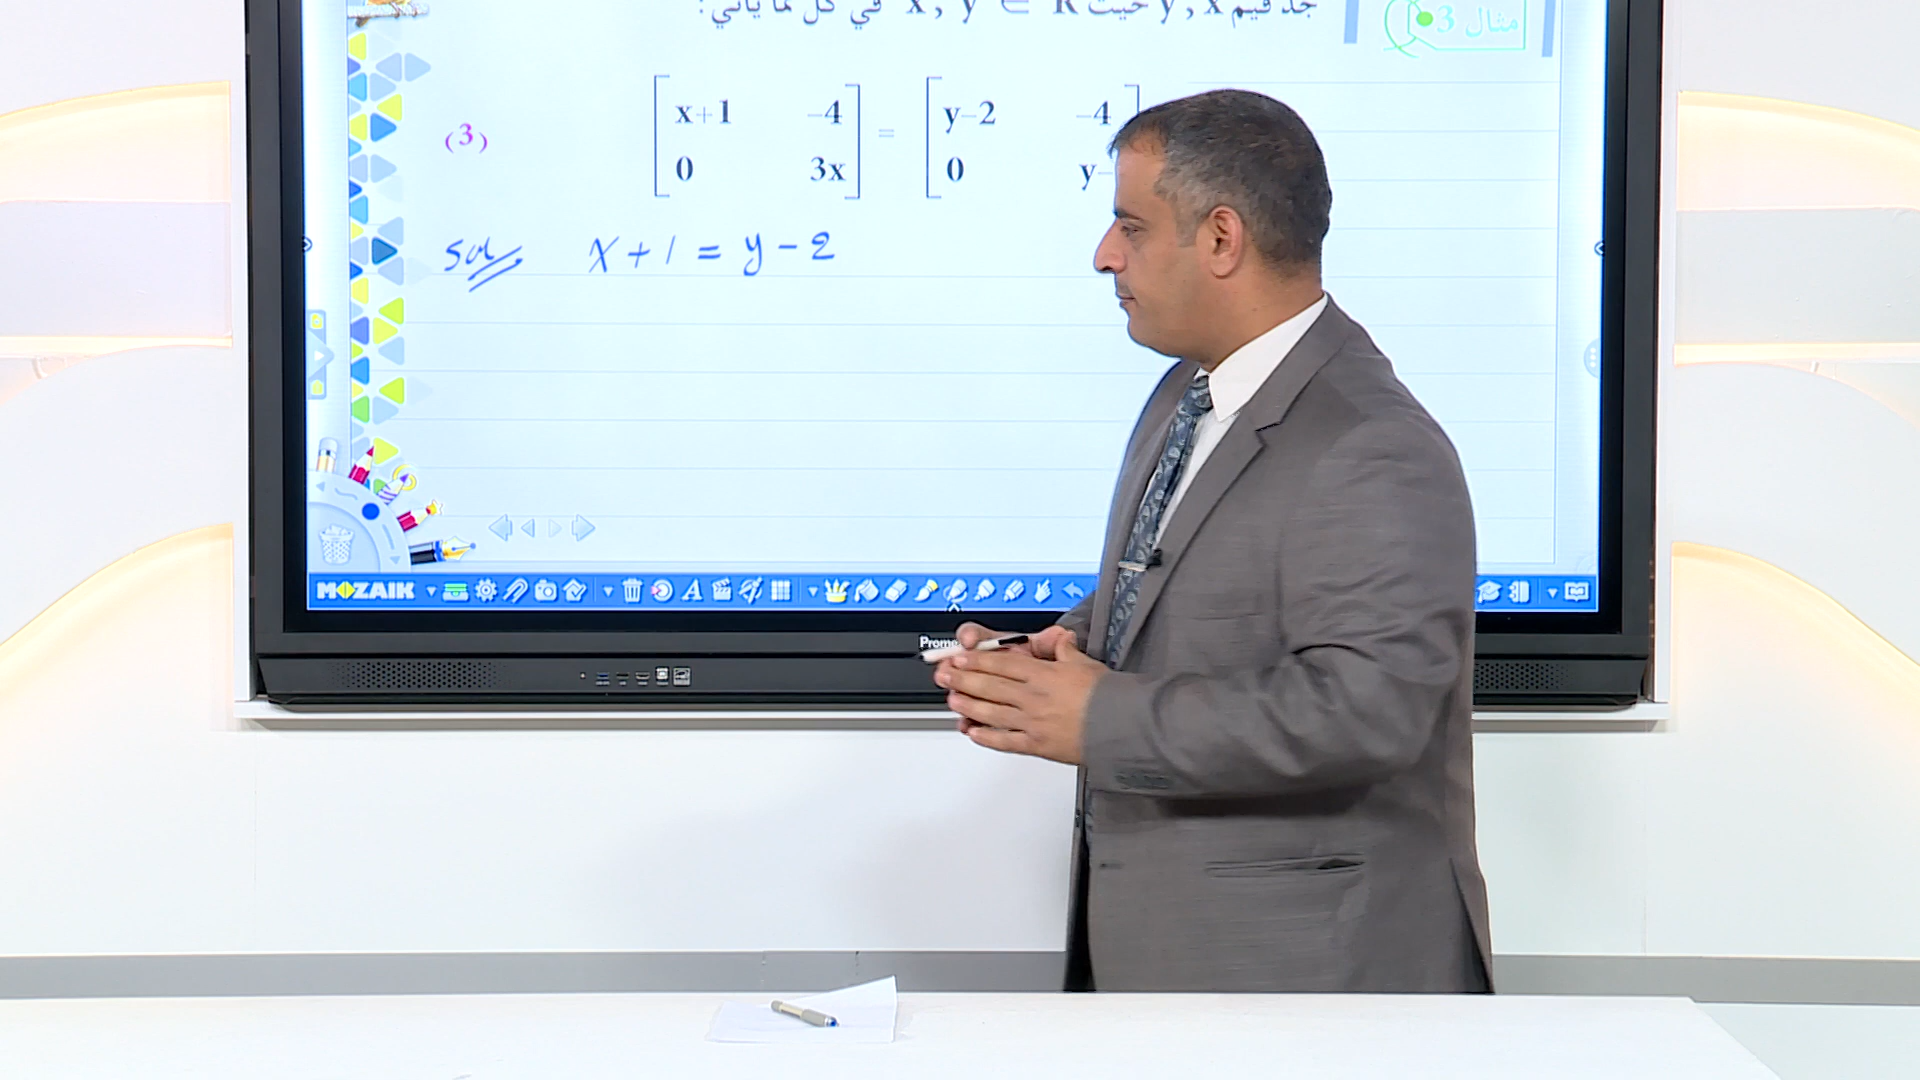 جد قيم x , y حيث x , y ∈ R في كل مما يأتي:
مثال 3
(3) [x+1 -4] = [y-2 -4]
[0 3x] [0 y-
Sol x + 1 = y - 2
MOZAIK
Prome